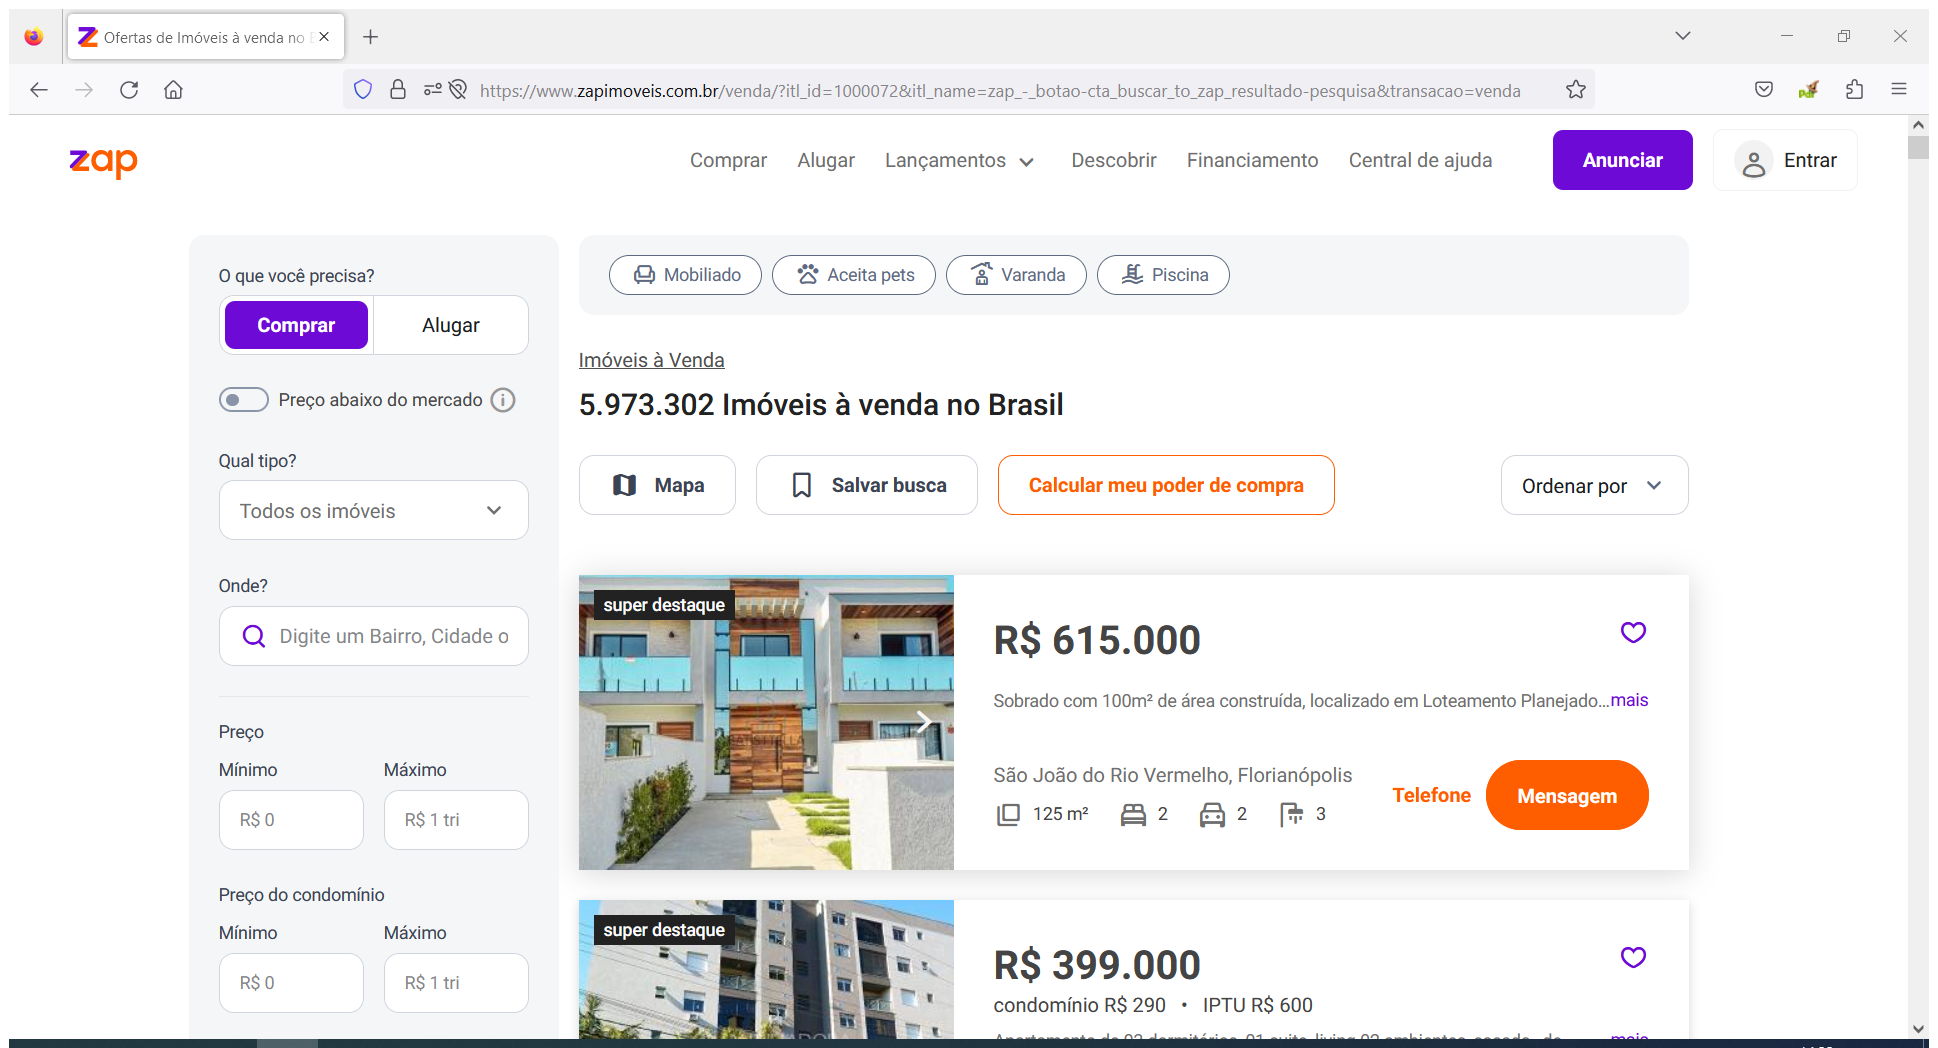 Ofertas de Imóveis à venda no
https://www.zapimoveis.com.br/venda/?itl_id=1000072&itl_name=zap_-_botao-cta_buscar_to_zap_resultado-pesquisa&transacao=venda
zap
Comprar
Alugar
Lançamentos
Descobrir
Financiamento
Central de ajuda
Anunciar
Entrar
O que você precisa?
Comprar
Alugar
Preço abaixo do mercado
Qual tipo?
Todos os imóveis
Onde?
Digite um Bairro, Cidade o
Preço
Mínimo
Máximo
R$ 0
R$ 1 tri
Preço do condomínio
Mínimo
Máximo
R$ 0
R$ 1 tri
Mobiliado
Aceita pets
Varanda
Piscina
Imóveis à Venda
5.973.302 Imóveis à venda no Brasil
Mapa
Salvar busca
Calcular meu poder de compra
Ordenar por
super destaque
R$ 615.000
Sobrado com 100m² de área construída, localizado em Loteamento Planejado...mais
São João do Rio Vermelho, Florianópolis
125 m²
2
2
3
Telefone
Mensagem
super destaque
R$ 399.000
condomínio R$ 290 • IPTU R$ 600